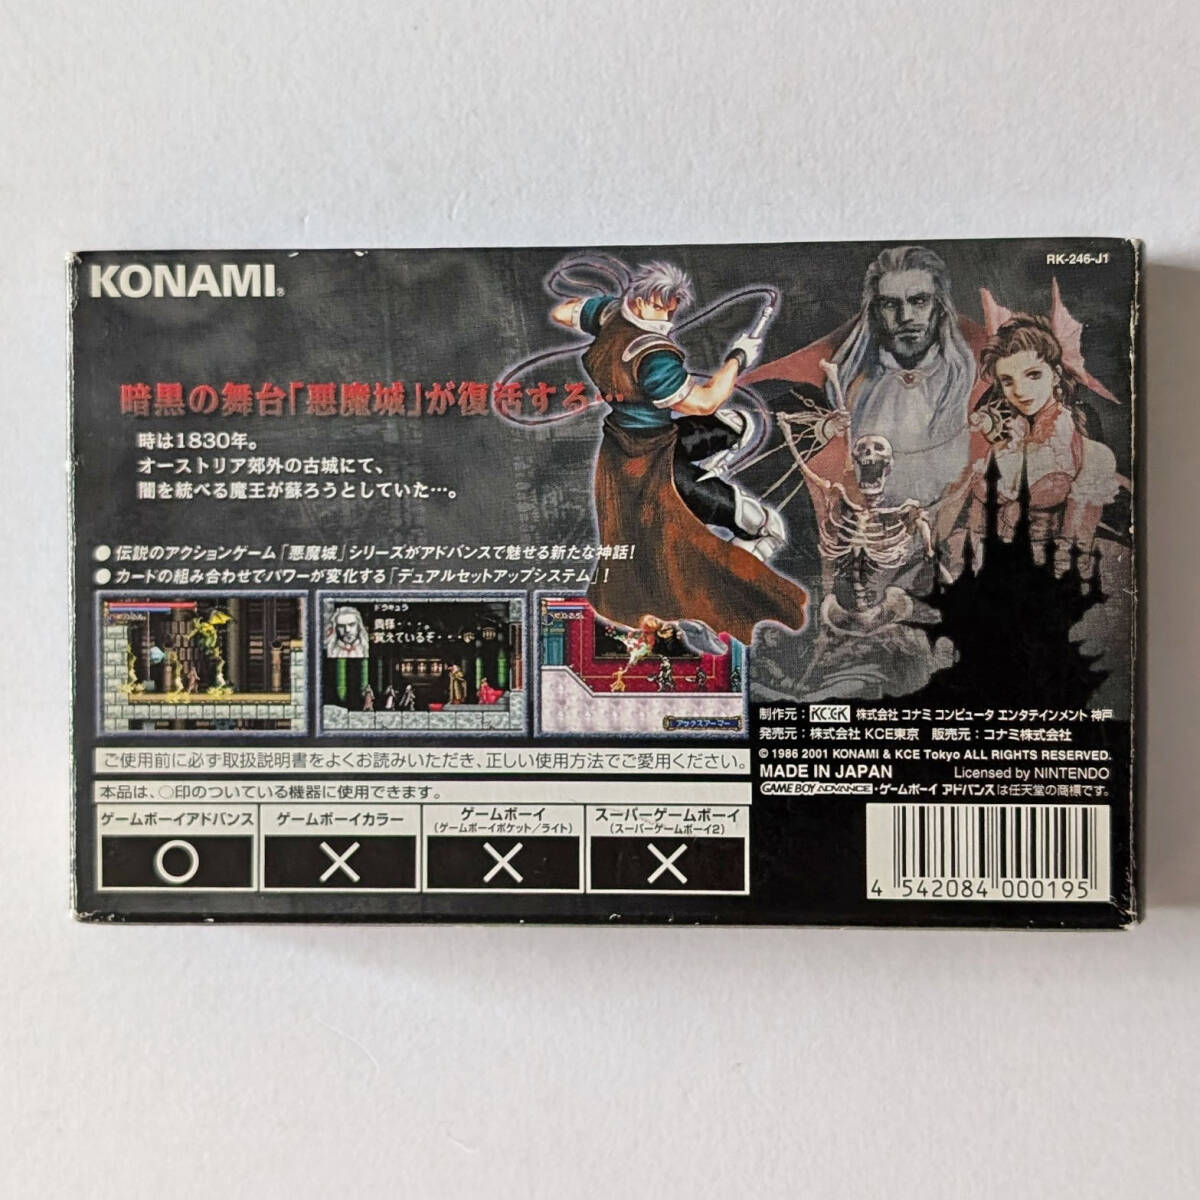 KONAMI®
RK-246-J1
暗黒の舞台「悪魔城」が復活する…
時は1830年。
オーストリア郊外の古城にて、
闇を統べる魔王が蘇ろうとしていた…。
●伝説のアクションゲーム「悪魔城」シリーズがアドバンスで魅せる新たな神話!
●カードの組み合わせでパワーが変化する「デュアルセットアップシステム」!
ドラキュラ
貴様・・・。
覚えているぞ・・・
アックスアーマー
制作元:KCEK 株式会社 コナミ コンピュータ エンタテインメント 神戸
発売元:株式会社 KCE東京 販売元:コナミ株式会社
© 1986 2001 KONAMI & KCE Tokyo ALL RIGHTS RESERVED.
MADE IN JAPAN Licensed by NINTENDO
GAME BOY ADVANCE・ゲームボーイ アドバンスは任天堂の商標です。
ご使用前に必ず取扱説明書をよくお読みいただき、正しい使用方法でご愛用ください。
本品は、○印のついている機器に使用できます。
ゲームボーイアドバンス
○
ゲームボーイカラー
×
ゲームボーイ
(ゲームボーイポケット/ライト)
×
スーパーゲームボーイ
(スーパーゲームボーイ2)
×
4 542084 000195